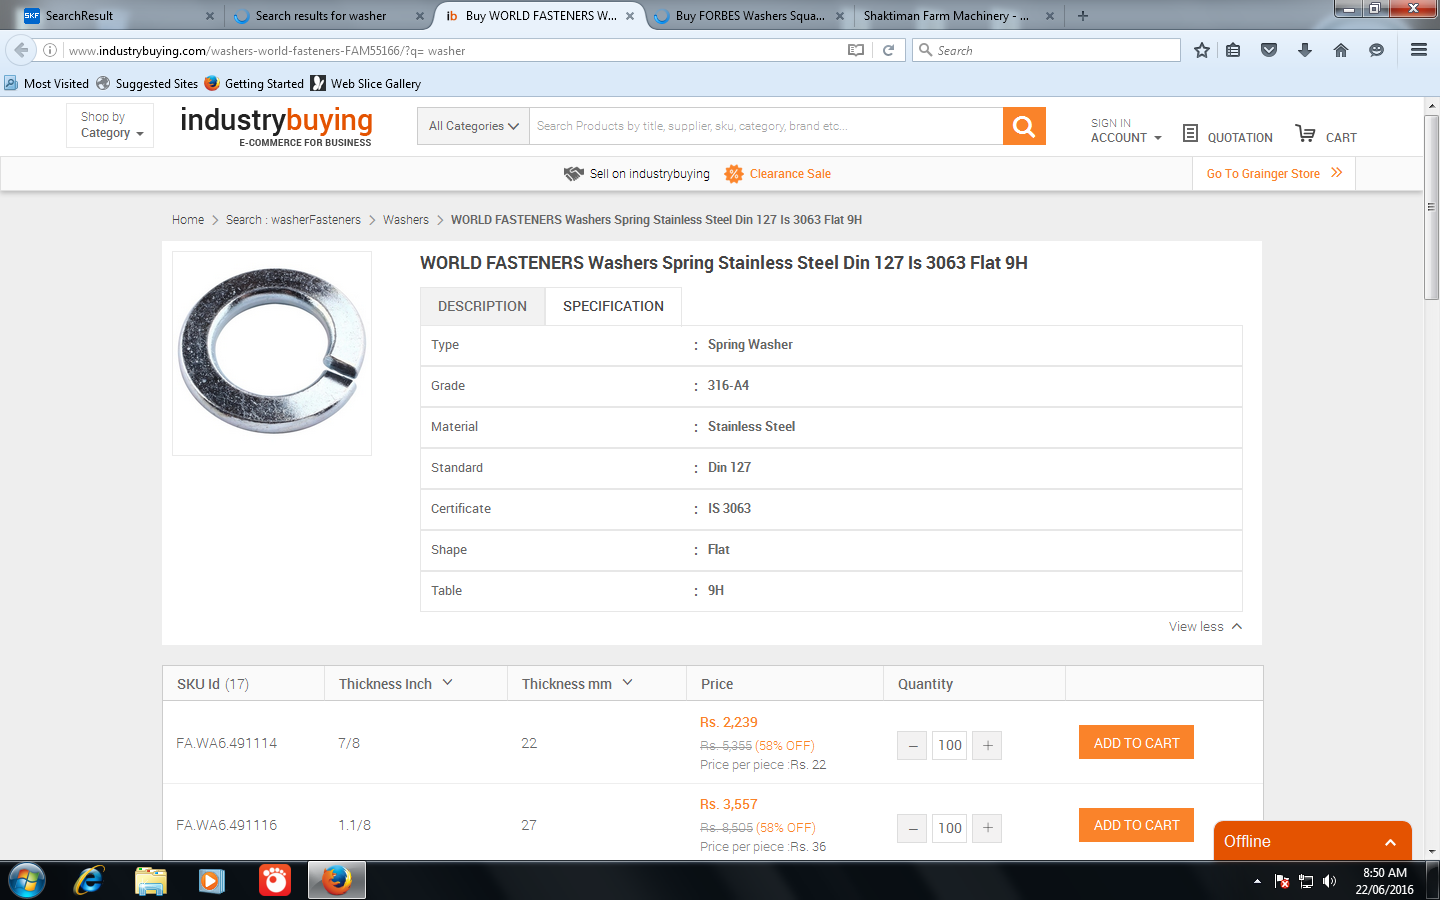 SKF SearchResult
Search results for washer
ib Buy WORLD FASTENERS W...
Buy FORBES Washers Squa...
Shaktiman Farm Machinery - ...
www.industrybuying.com/washers-world-fasteners-FAM55166/?q= washer
Search
Most Visited Suggested Sites Getting Started Web Slice Gallery
Shop by
Category
industrybuying
E-COMMERCE FOR BUSINESS
All Categories
Search Products by title, supplier, sku, category, brand etc...
SIGN IN
ACCOUNT
QUOTATION
CART
Sell on industrybuying Clearance Sale
Go To Grainger Store
Home Search : washerFasteners Washers WORLD FASTENERS Washers Spring Stainless Steel Din 127 Is 3063 Flat 9H
WORLD FASTENERS Washers Spring Stainless Steel Din 127 Is 3063 Flat 9H
DESCRIPTION SPECIFICATION
Type : Spring Washer
Grade : 316-A4
Material : Stainless Steel
Standard : Din 127
Certificate : IS 3063
Shape : Flat
Table : 9H
View less
SKU Id (17) Thickness Inch Thickness mm Price Quantity
Rs. 2,239
FA.WA6.491114 7/8 22 Rs. 5,355 (58% OFF) – 100 + ADD TO CART
Price per piece :Rs. 22
Rs. 3,557
FA.WA6.491116 1.1/8 27 Rs. 8,505 (58% OFF) – 100 + ADD TO CART
Price per piece :Rs. 36
Offline
8:50 AM
22/06/2016